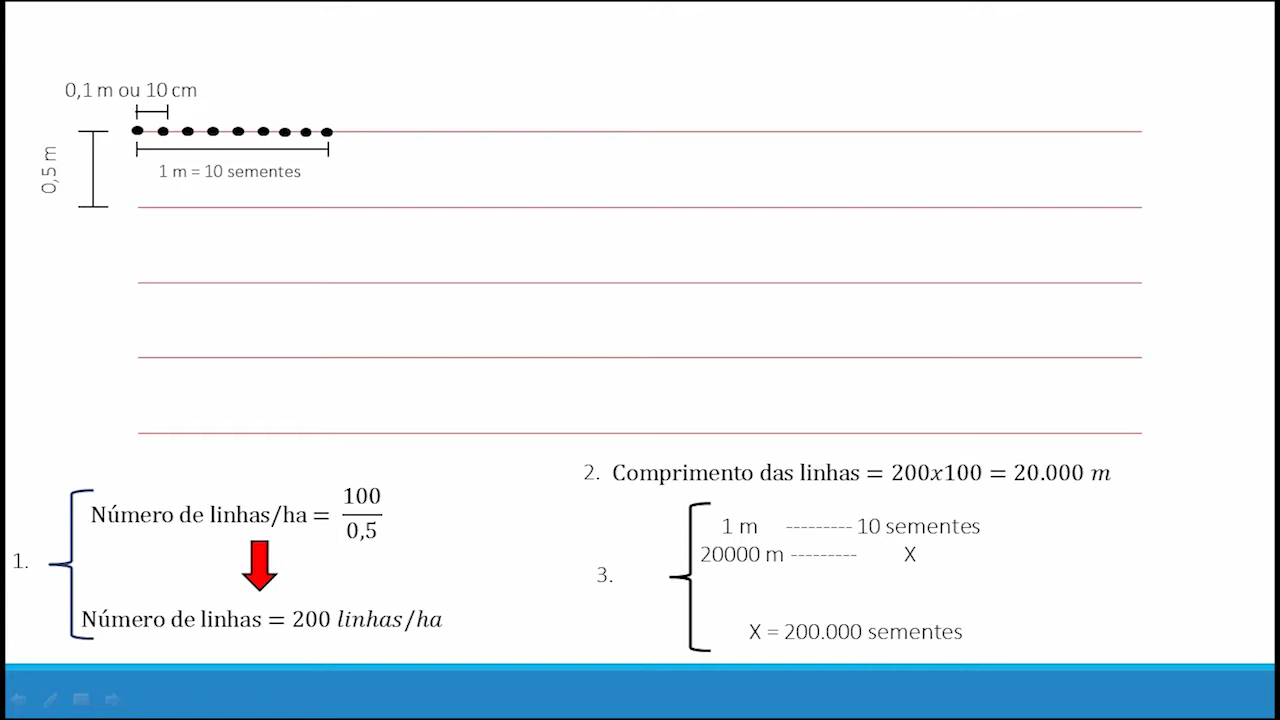 0,1 m ou 10 cm
0,5 m
1 m = 10 sementes
1.
Número de linhas/ha = 100/0,5
Número de linhas = 200 linhas/ha
2. Comprimento das linhas = 200x100 = 20.000 m
3.
1 m --------- 10 sementes
20000 m --------- X
X = 200.000 sementes